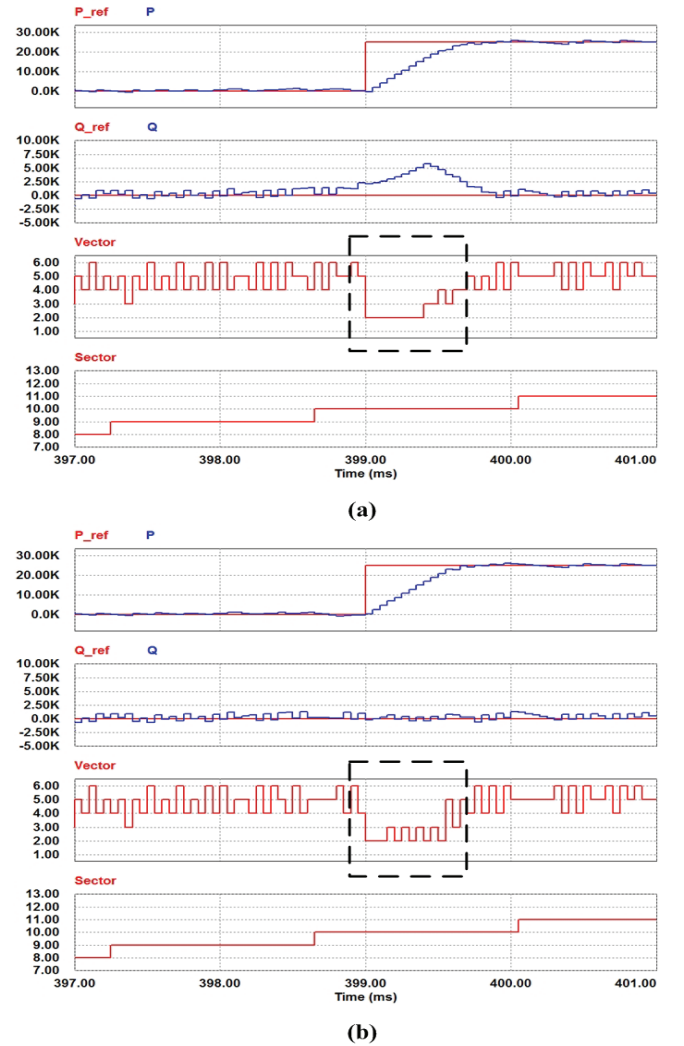 P_ref P
30.00K
20.00K
10.00K
0.0K
Q_ref Q
10.00K
7.50K
5.00K
2.50K
0.0K
-2.50K
-5.00K
Vector
6.00
5.00
4.00
3.00
2.00
1.00
Sector
13.00
12.00
11.00
10.00
9.00
8.00
7.00
397.00 398.00 399.00 400.00 401.00
Time (ms)
(a)
P_ref P
30.00K
20.00K
10.00K
0.0K
Q_ref Q
10.00K
7.50K
5.00K
2.50K
0.0K
-2.50K
-5.00K
Vector
6.00
5.00
4.00
3.00
2.00
1.00
Sector
13.00
12.00
11.00
10.00
9.00
8.00
7.00
397.00 398.00 399.00 400.00 401.00
Time (ms)
(b)